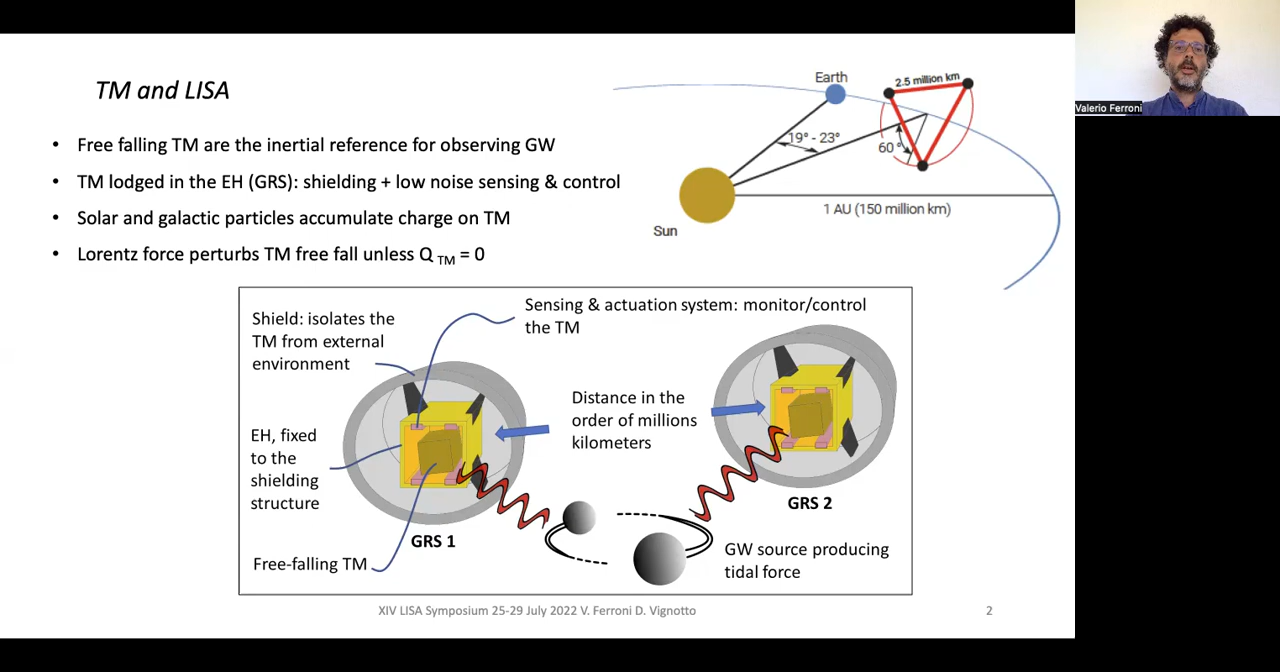 TM and LISA
• Free falling TM are the inertial reference for observing GW
• TM lodged in the EH (GRS): shielding + low noise sensing & control
• Solar and galactic particles accumulate charge on TM
• Lorentz force perturbs TM free fall unless Q TM = 0
Earth
2.5 million km
19° - 23°
60°
1 AU (150 million km)
Sun
Valerio Ferroni
Shield: isolates the
TM from external
environment
Sensing & actuation system: monitor/control
the TM
Distance in the
order of millions
kilometers
EH, fixed
to the
shielding
structure
GRS 1
GRS 2
Free-falling TM
GW source producing
tidal force
XIV LISA Symposium 25-29 July 2022 V. Ferroni D. Vignotto
2